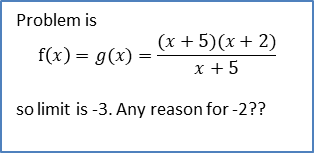 Problem is
f(x) = g(x) = (x + 5)(x + 2)
x + 5
so limit is -3. Any reason for -2??